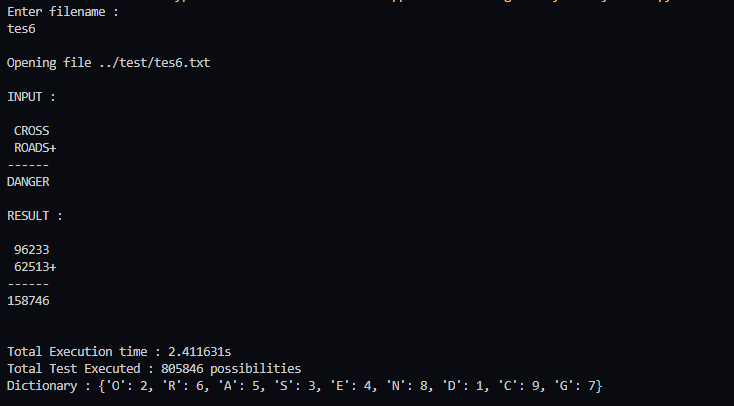 Enter filename :
tes6
Opening file ../test/tes6.txt
INPUT :
CROSS
ROADS+
------
DANGER
RESULT :
96233
62513+
------
158746
Total Execution time : 2.411631s
Total Test Executed : 805846 possibilities
Dictionary : {'O': 2, 'R': 6, 'A': 5, 'S': 3, 'E': 4, 'N': 8, 'D': 1, 'C': 9, 'G': 7}